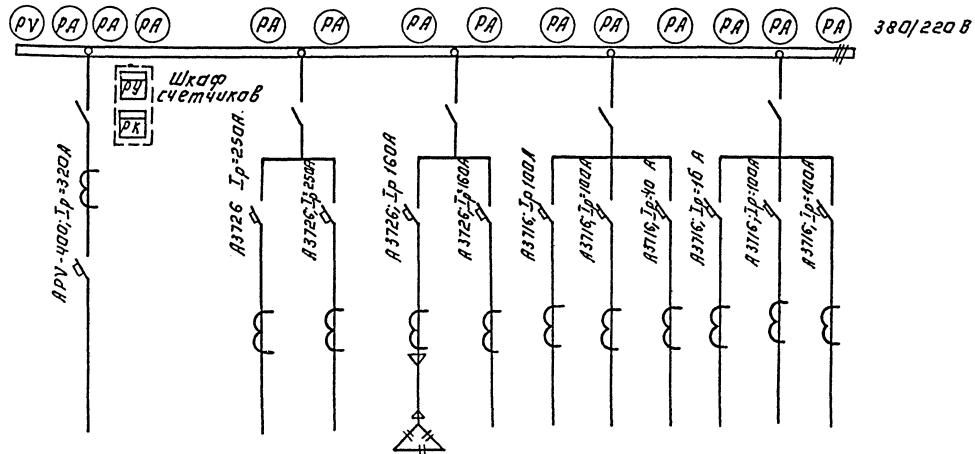 PV PA PA PA PA PA PA PA PA PA PA PA PA PA 380/220 В
PУ
PK
Шкаф
счетчиков
АPV-400, Iр=320А
А3726 Iр=250А.
А3726; Iр=250А
А3726; Iр 160А
А3726; Iр=160А
А3716; Iр 100А
А3716, Iр=100А
А3716, Iр=40 А
А3716, Iр=16 А
А3716; Iр=100А
А3716; Iр=100А